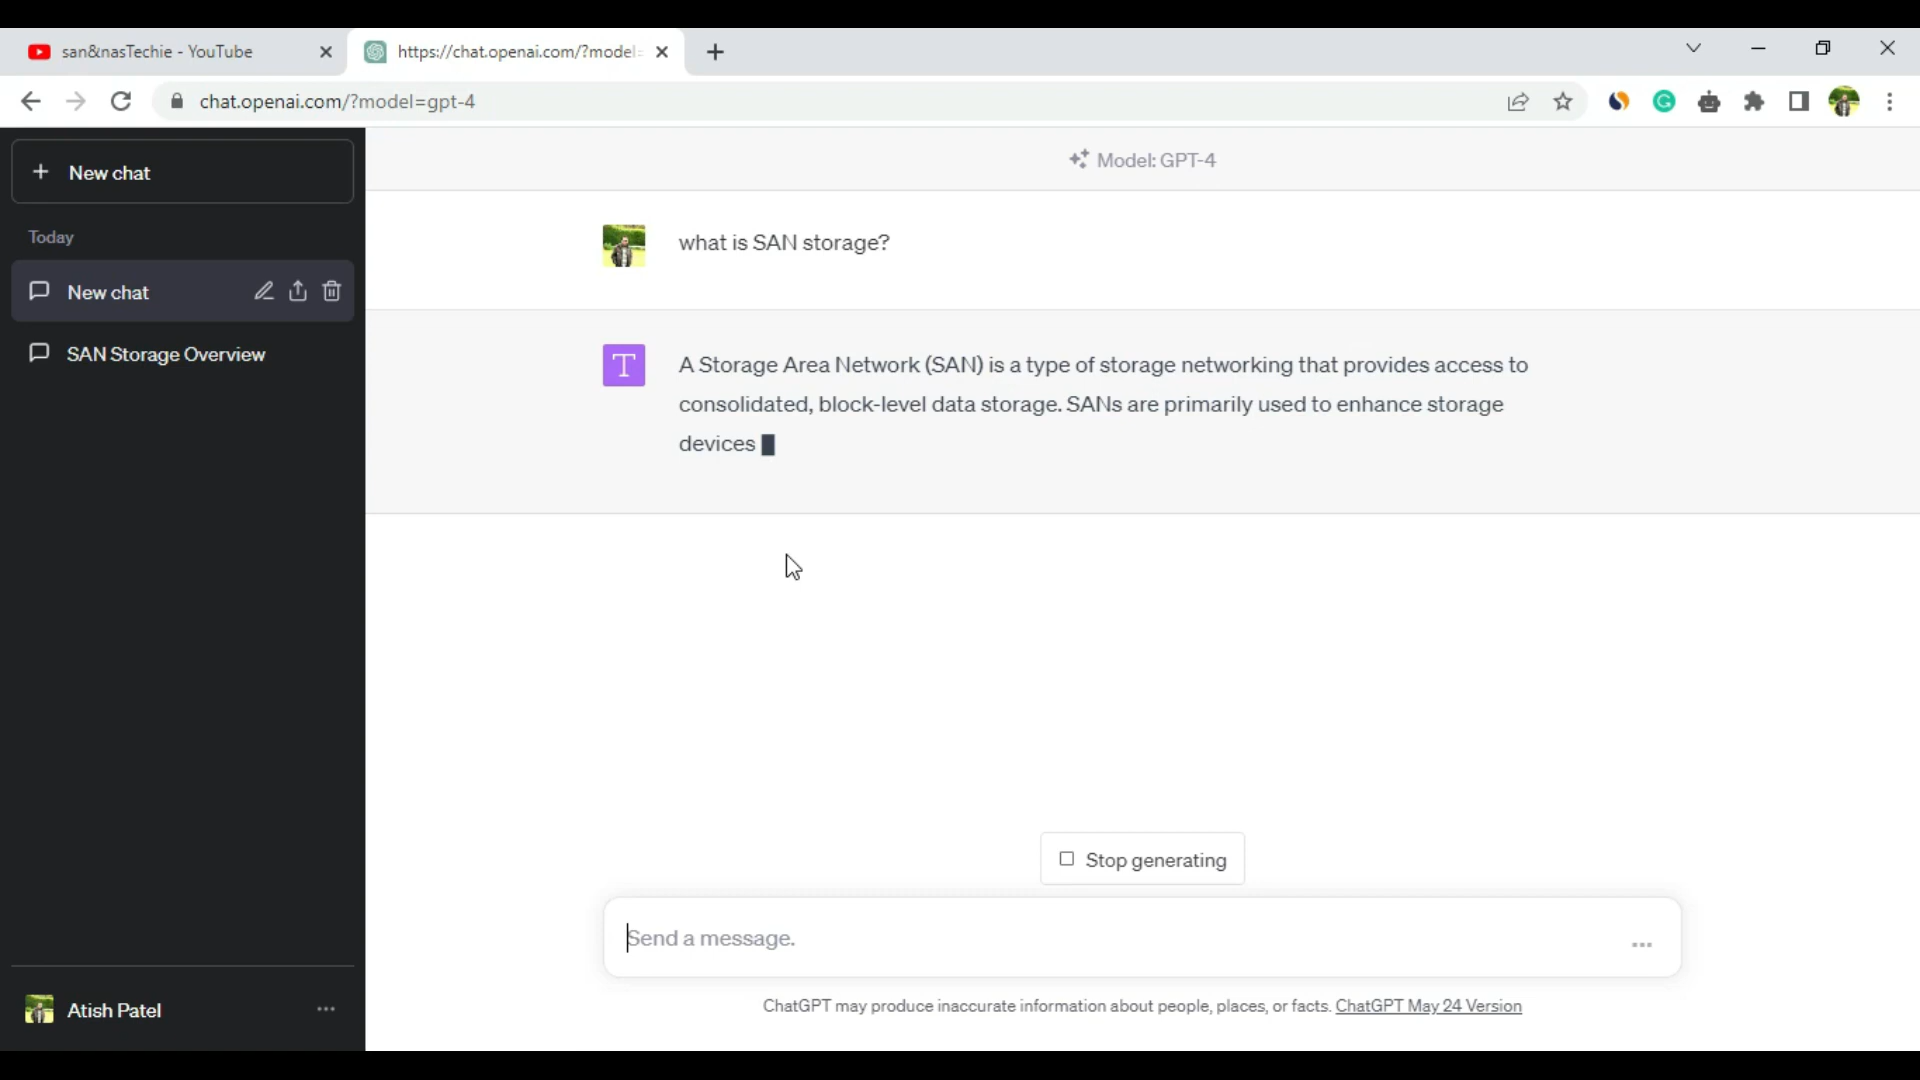 san&nasTechie - YouTube
https://chat.openai.com/?model=
chat.openai.com/?model=gpt-4
New chat
Model: GPT-4
Today
what is SAN storage?
New chat
SAN Storage Overview
T
A Storage Area Network (SAN) is a type of storage networking that provides access to
consolidated, block-level data storage. SANs are primarily used to enhance storage
devices
Stop generating
Send a message.
Atish Patel
ChatGPT may produce inaccurate information about people, places, or facts. ChatGPT May 24 Version